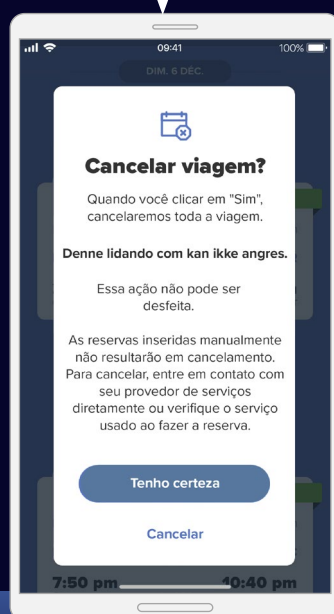 09:41
100%
DIM. 6 DÉC.
Cancelar viagem?
Quando você clicar em "Sim",
cancelaremos toda a viagem.
Denne lidando com kan ikke angres.
Essa ação não pode ser
desfeita.
As reservas inseridas manualmente
não resultarão em cancelamento.
Para cancelar, entre em contato com
seu provedor de serviços
diretamente ou verifique o serviço
usado ao fazer a reserva.
Tenho certeza
Cancelar
7:50 pm 10:40 pm